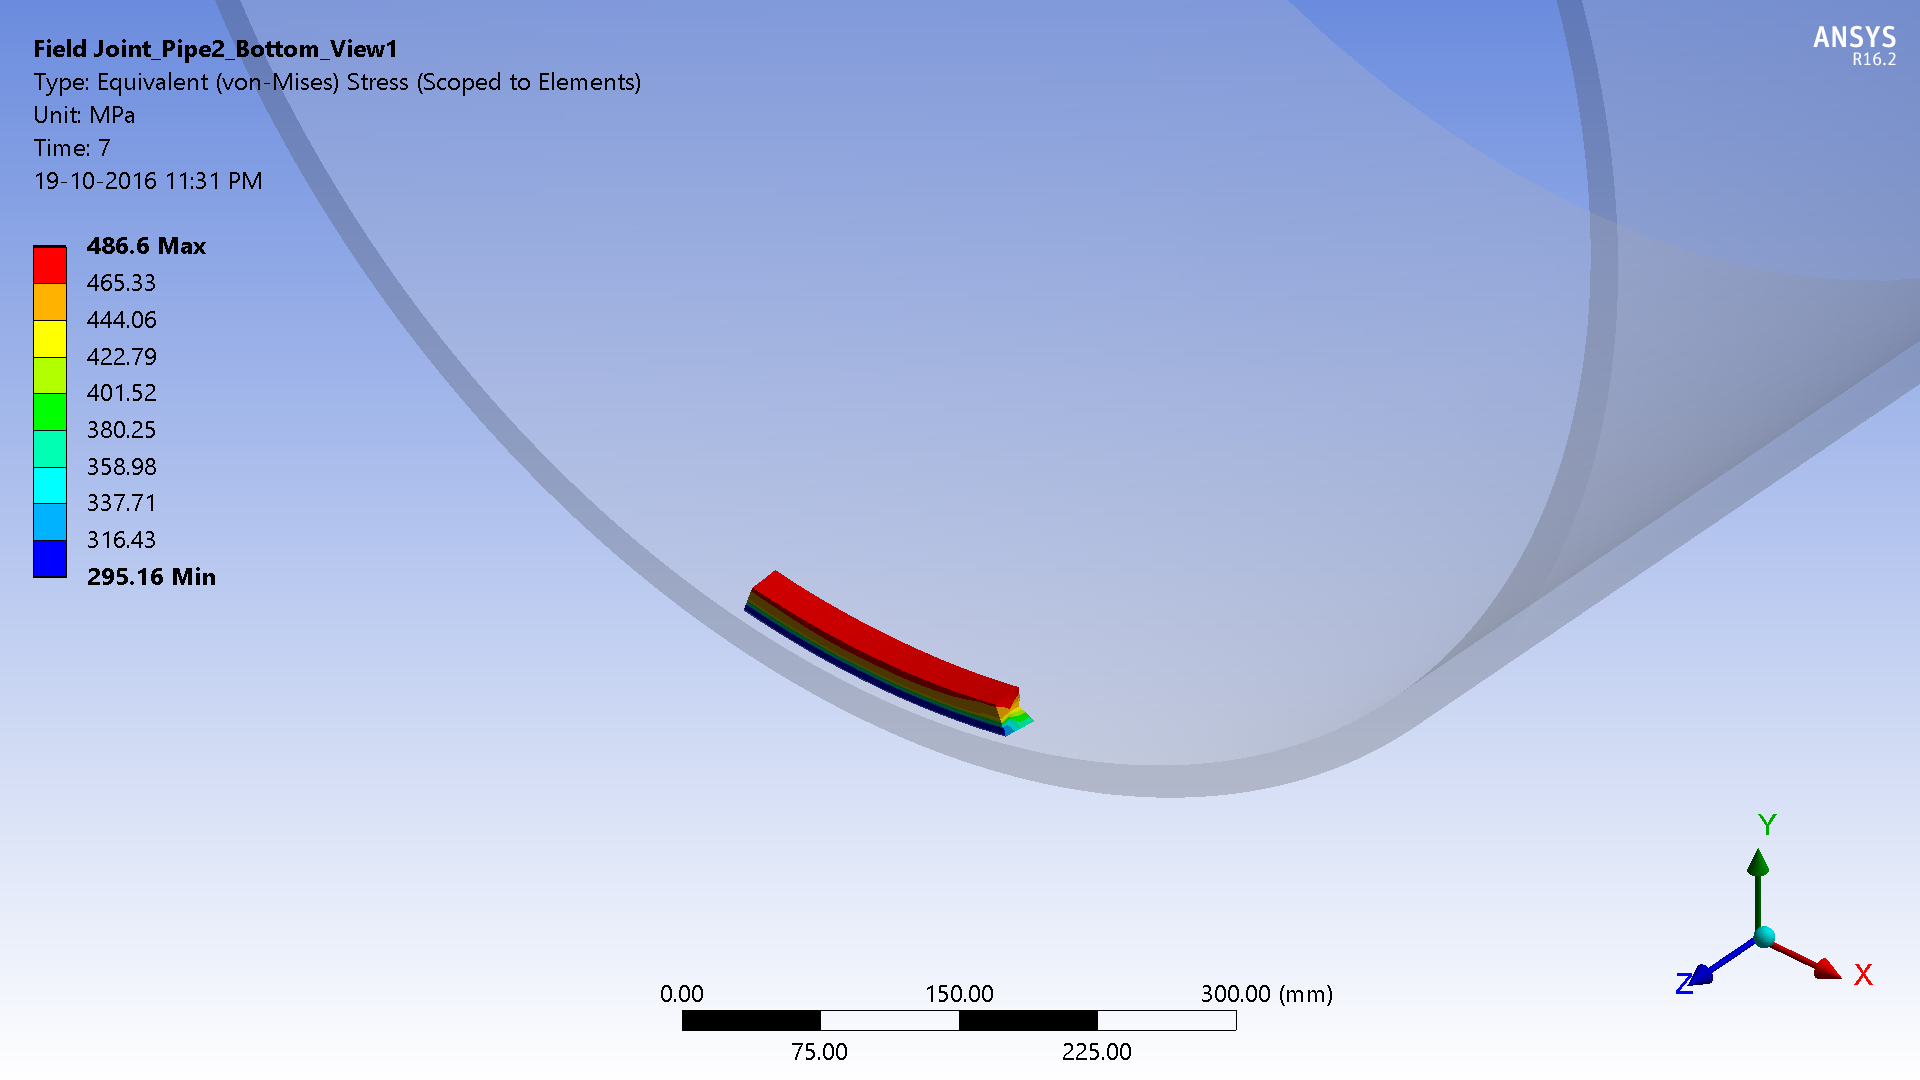 Field Joint_Pipe2_Bottom_View1
Type: Equivalent (von-Mises) Stress (Scoped to Elements)
Unit: MPa
Time: 7
19-10-2016 11:31 PM
ANSYS
R16.2
486.6 Max
465.33
444.06
422.79
401.52
380.25
358.98
337.71
316.43
295.16 Min
Y
X
Z
0.00 150.00 300.00 (mm)
75.00 225.00